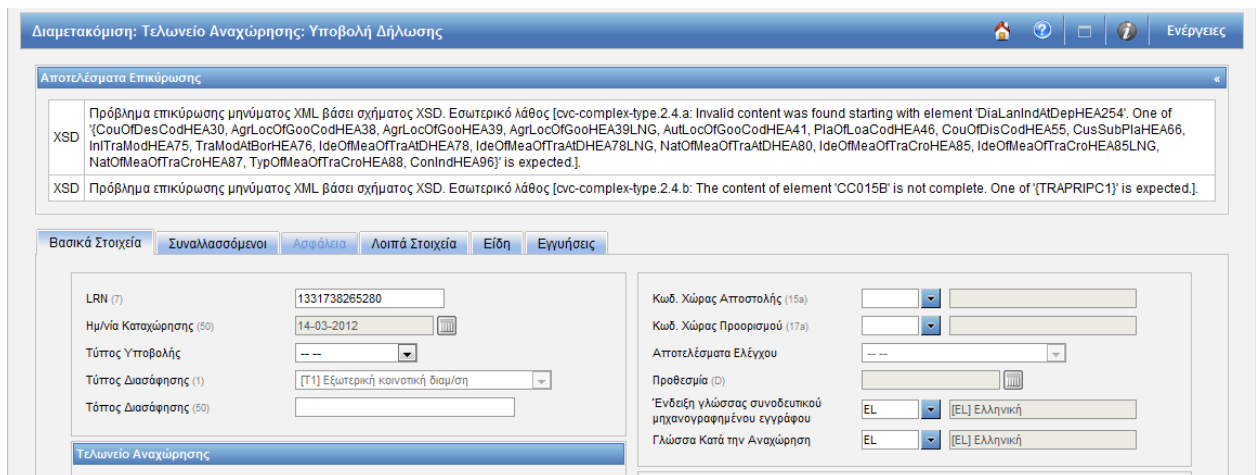 Διαμετακόμιση: Τελωνείο Αναχώρησης: Υποβολή Δήλωσης
Ενέργειες
Αποτελέσματα Επικύρωσης
«
XSD
Πρόβλημα επικύρωσης μηνύματος XML βάσει σχήματος XSD. Εσωτερικό λάθος [cvc-complex-type.2.4.a: Invalid content was found starting with element 'DiaLanIndAtDepHEA254'. One of
'{CouOfDesCodHEA30, AgrLocOfGooCodHEA38, AgrLocOfGooHEA39, AgrLocOfGooHEA39LNG, AutLocOfGooCodHEA41, PlaOfLoaCodHEA46, CouOfDisCodHEA55, CusSubPlaHEA66,
InlTraModHEA75, TraModAtBorHEA76, IdeOfMeaOfTraAtDHEA78, IdeOfMeaOfTraAtDHEA78LNG, NatOfMeaOfTraAtDHEA80, IdeOfMeaOfTraCroHEA85, IdeOfMeaOfTraCroHEA85LNG,
NatOfMeaOfTraCroHEA87, TypOfMeaOfTraCroHEA88, ConIndHEA96}' is expected.].
XSD
Πρόβλημα επικύρωσης μηνύματος XML βάσει σχήματος XSD. Εσωτερικό λάθος [cvc-complex-type.2.4.b: The content of element 'CC015B' is not complete. One of '{TRAPRIPC1}' is expected.].
Βασικά Στοιχεία
Συναλλασσόμενοι
Ασφάλεια
Λοιπά Στοιχεία
Είδη
Εγγυήσεις
LRN (7)
1331738265280
Ημ/νία Καταχώρησης (50)
14-03-2012
Τύπος Υποβολής
-- --
Τύπος Διασάφησης (1)
[T1] Εξωτερική κοινοτική διαμ/ση
Τόπος Διασάφησης (50)
Τελωνείο Αναχώρησης
Κωδ. Χώρας Αποστολής (15a)
Κωδ. Χώρας Προορισμού (17a)
Αποτελέσματα Ελέγχου
-- --
Προθεσμία (D)
Ένδειξη γλώσσας συνοδευτικού
μηχανογραφημένου εγγράφου
EL
[EL] Ελληνική
Γλώσσα Κατά την Αναχώρηση
EL
[EL] Ελληνική